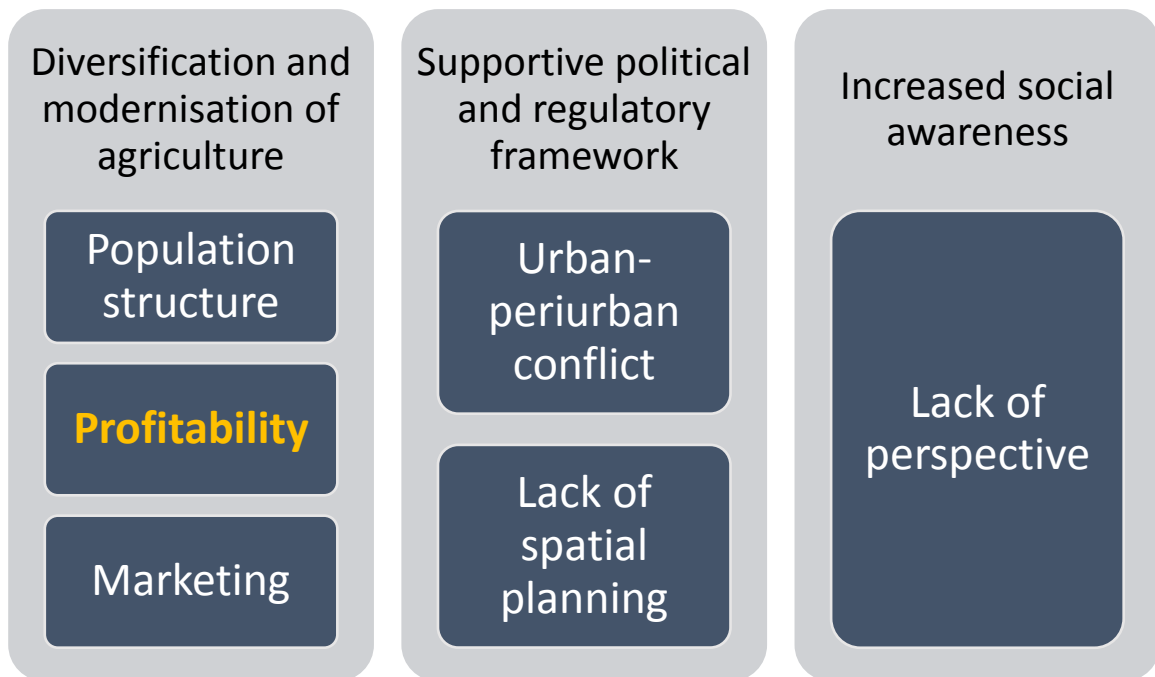 Diversification and
modernisation of
agriculture
Population
structure
Profitability
Marketing
Supportive political
and regulatory
framework
Urban-
periurban
conflict
Lack of
spatial
planning
Increased social
awareness
Lack of
perspective